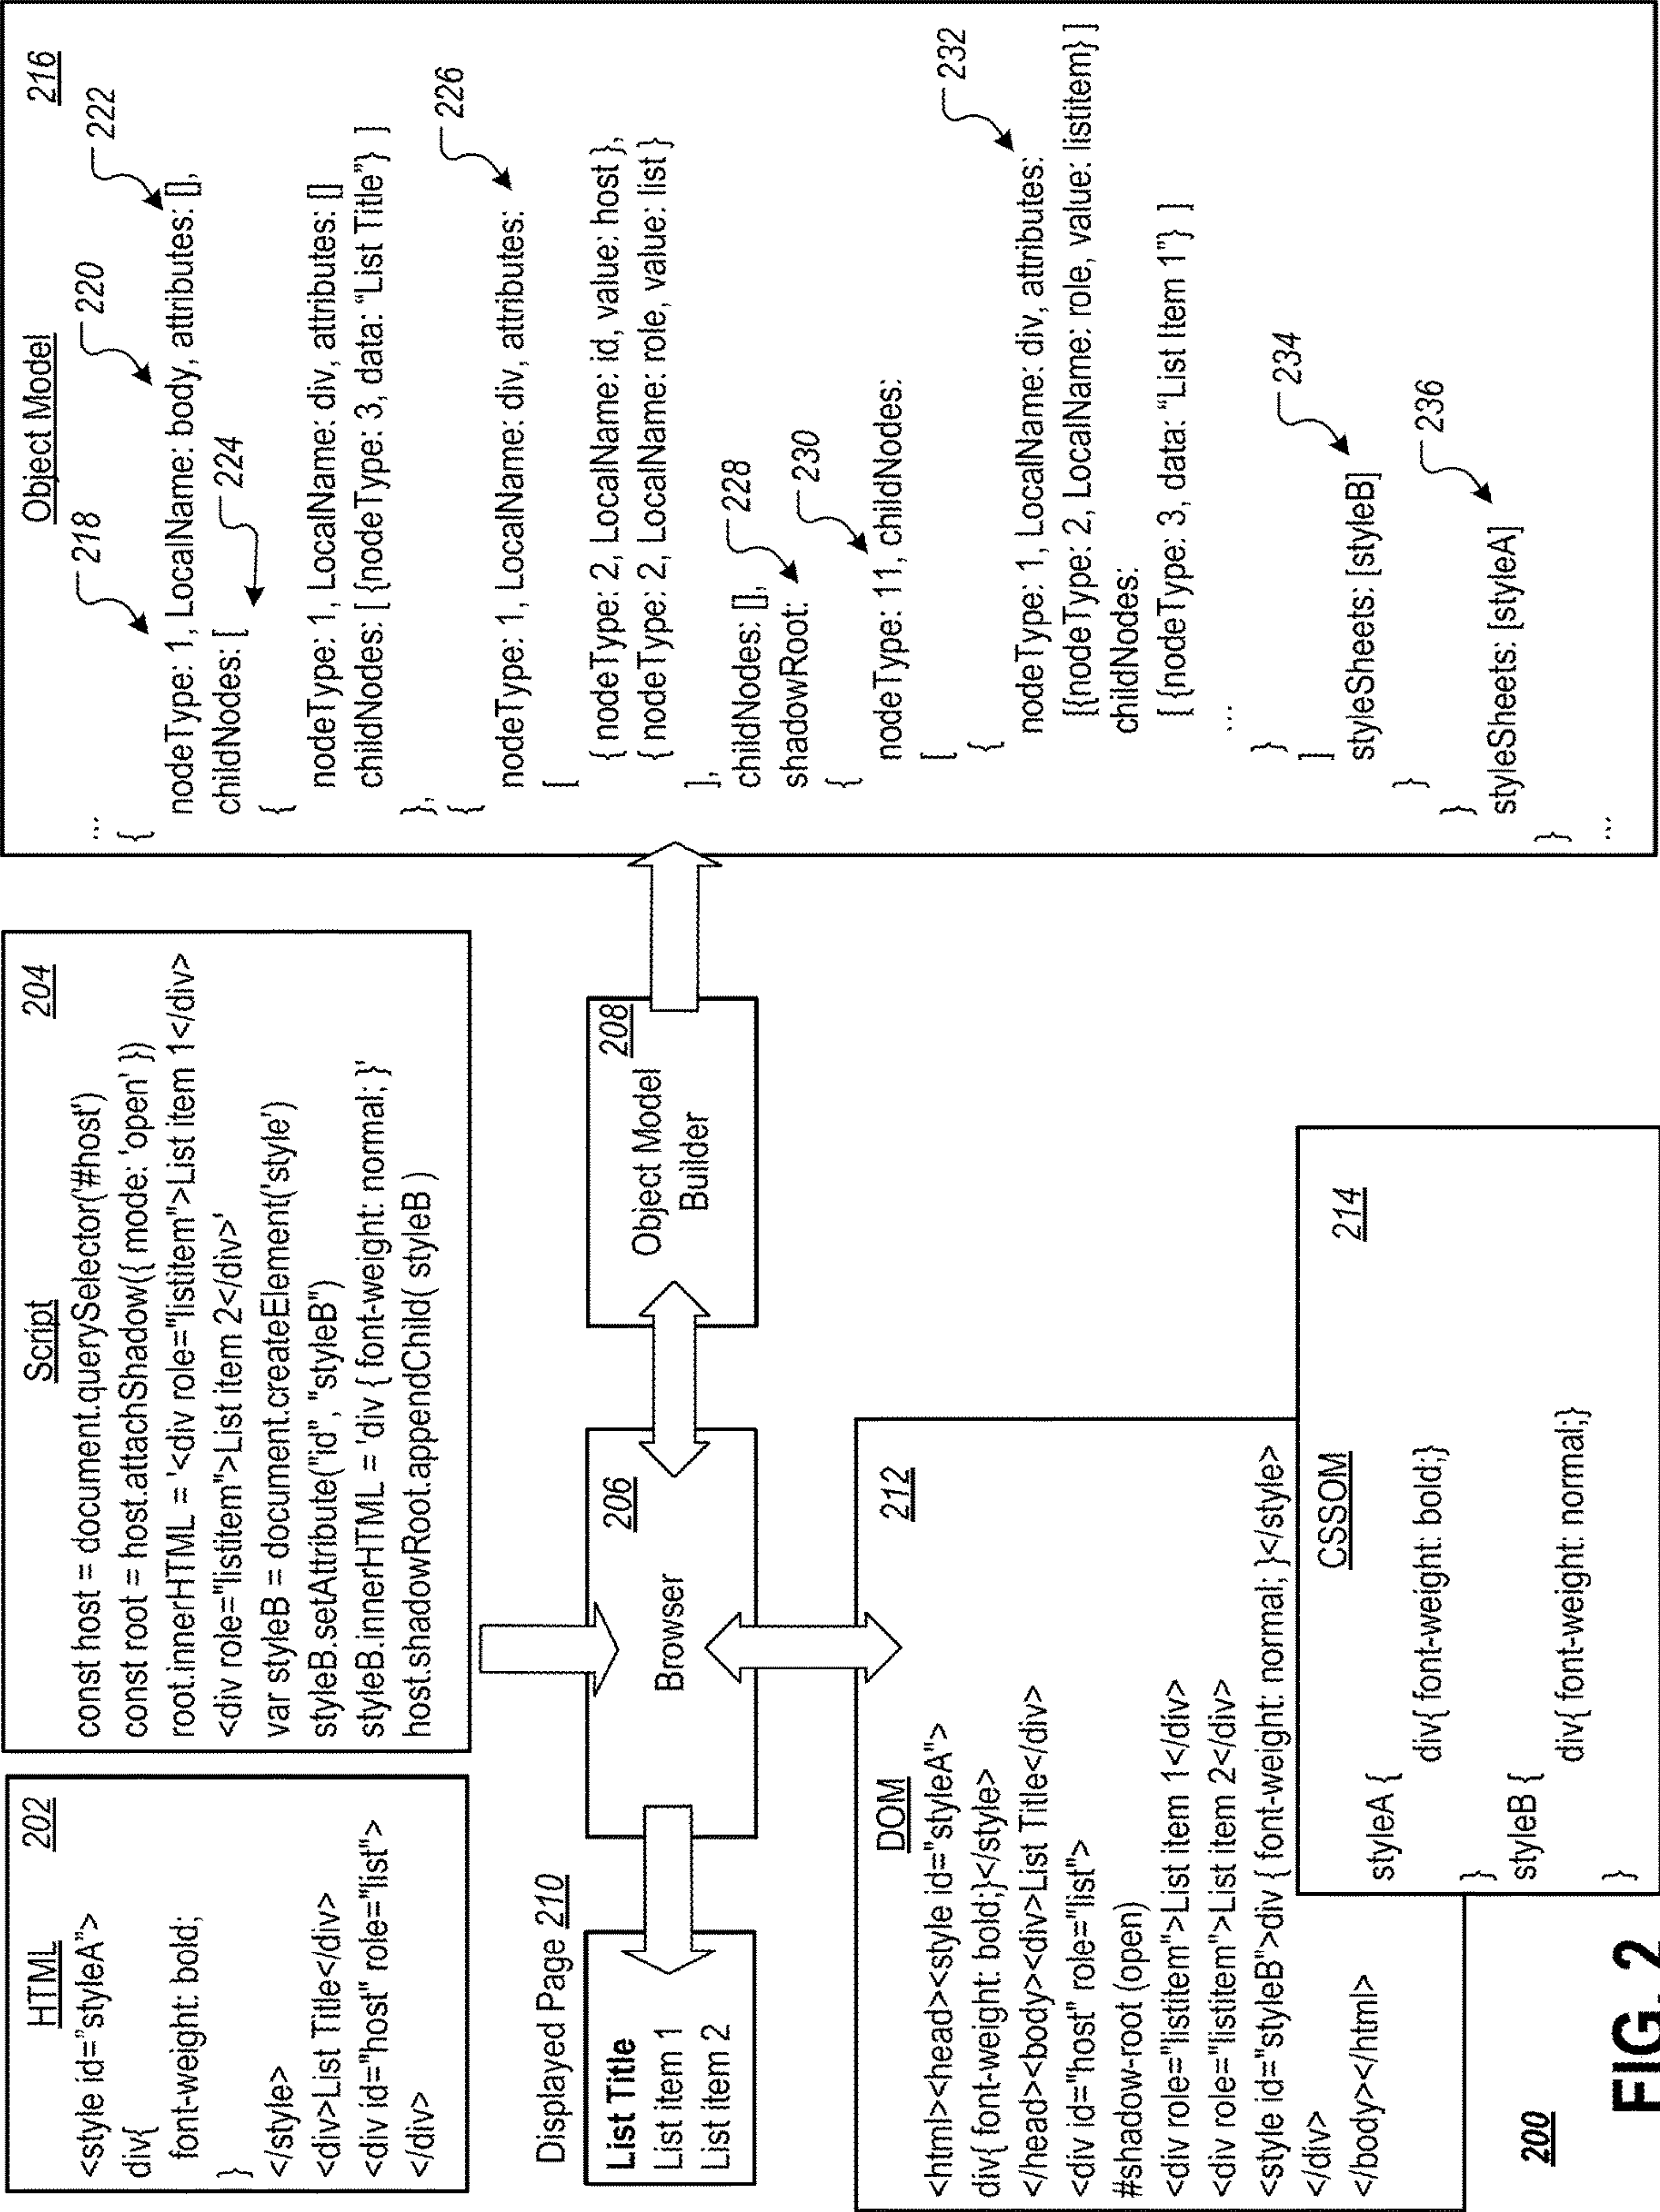 HTML
202
<style id="styleA">
div{
font-weight: bold;
}
</style>
<div>List Title</div>
<div id="host" role="list">
</div>
Script
204
const host = document.querySelector('#host')
const root = host.attachShadow({ mode: 'open' })
root.innerHTML = '<div role="listitem">List item 1</div>
<div role="listitem">List item 2</div>'
var styleB = document.createElement('style')
styleB.setAttribute("id", "styleB")
styleB.innerHTML = 'div { font-weight: normal; }'
host.shadowRoot.appendChild( styleB )
Displayed Page 210
List Title
List item 1
List item 2
206
Browser
208
Object Model
Builder
DOM
212
<html><head><style id="styleA">
div{ font-weight: bold;}</style>
</head><body><div>List Title</div>
<div id="host" role="list">
#shadow-root (open)
<div role="listitem">List item 1</div>
<div role="listitem">List item 2</div>
<style id="styleB">div { font-weight: normal; }</style>
</div>
</body></html>
CSSOM
214
styleA {
div{ font-weight: bold;}
}
styleB {
div{ font-weight: normal;}
}
Object Model
216
...
218
220
222
{
nodeType: 1, LocalName: body, attributes: [],
childNodes: [
224
{
nodeType: 1, LocalName: div, attributes: []
childNodes: [ {nodeType: 3, data: “List Title”} ]
},
{
226
nodeType: 1, LocalName: div, attributes:
[
{ nodeType: 2, LocalName: id, value: host },
{ nodeType: 2, LocalName: role, value: list }
],
childNodes: [],
228
shadowRoot:
230
{
nodeType: 11, childNodes:
[
232
{
nodeType: 1, LocalName: div, attributes:
[{nodeType: 2, LocalName: role, value: listitem} ]
childNodes:
[ {nodeType: 3, data: “List Item 1”} ]
...
}
]
234
styleSheets: [styleB]
}
}
236
styleSheets: [styleA]
}
...
200
FIG. 2